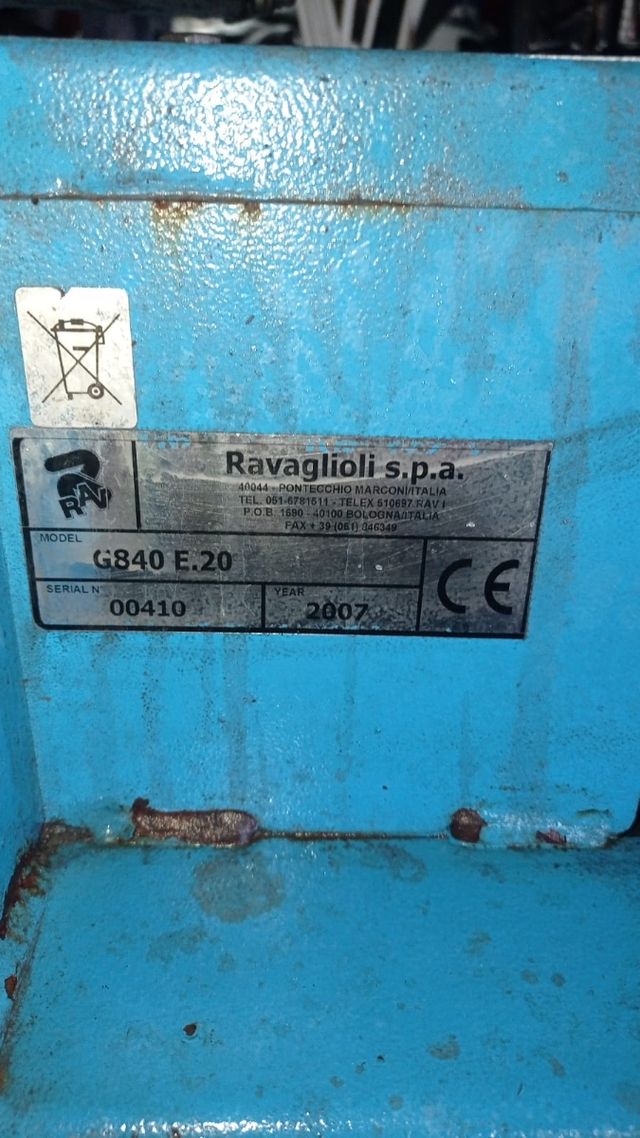 RAV
Ravaglioli s.p.a.
40044 - PONTECCHIO MARCONI/ITALIA
TEL. 051-6781511 - TELEX 510697 RAV I
P.O.B. 1690 - 40100 BOLOGNA/ITALIA
FAX + 39 (051) 846349
MODEL
G840 E.20
SERIAL N
00410
YEAR
2007
CE